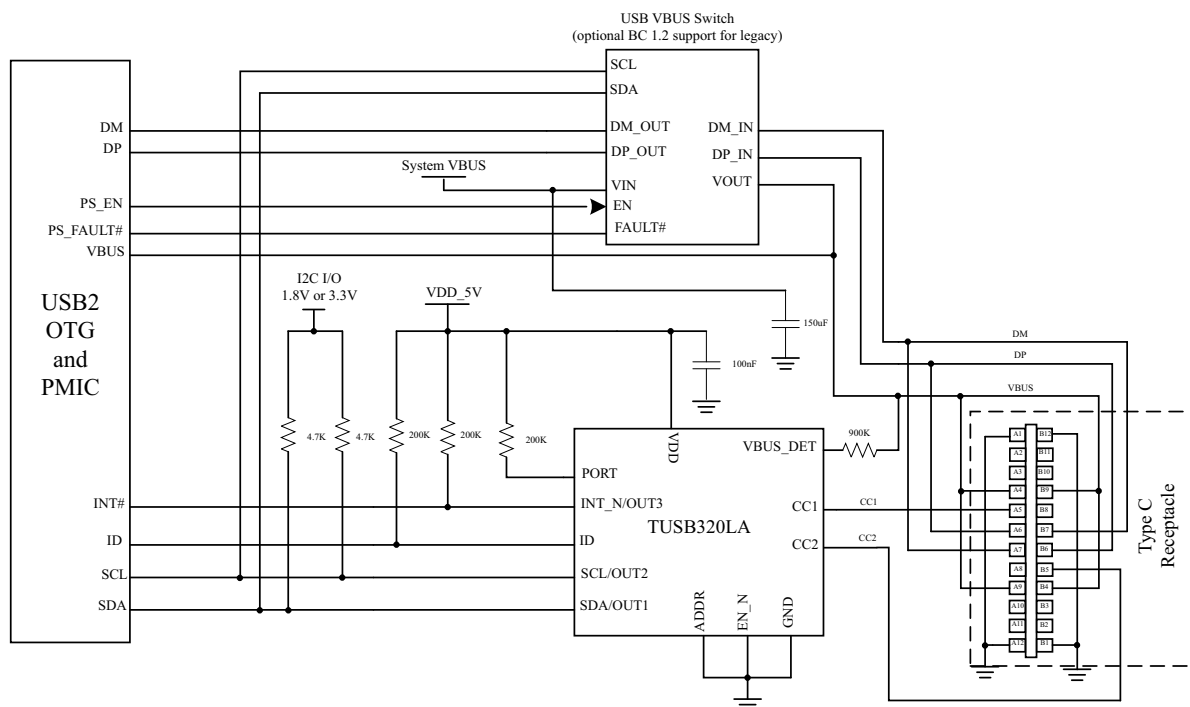 USB VBUS Switch
(optional BC 1.2 support for legacy)
SCL
SDA
DM
DP
DM_OUT
DP_OUT
DM_IN
DP_IN
VOUT
System VBUS
VIN
EN
FAULT#
PS_EN
PS_FAULT#
VBUS
USB2
OTG
and
PMIC
I2C I/O
1.8V or 3.3V
VDD_5V
150uF
100nF
DM
DP
VBUS
4.7K
4.7K
200K
200K
200K
900K
VDD
VBUS_DET
PORT
INT#
INT_N/OUT3
TUSB320LA
CC1
CC1
ID
ID
CC2
CC2
SCL
SCL/OUT2
SDA
SDA/OUT1
ADDR
EN_N
GND
A1
B12
A2
B11
A3
B10
A4
B9
A5
B8
A6
B7
A7
B6
A8
B5
A9
B4
A10
B3
A11
B2
A12
B1
Type C
Receptacle